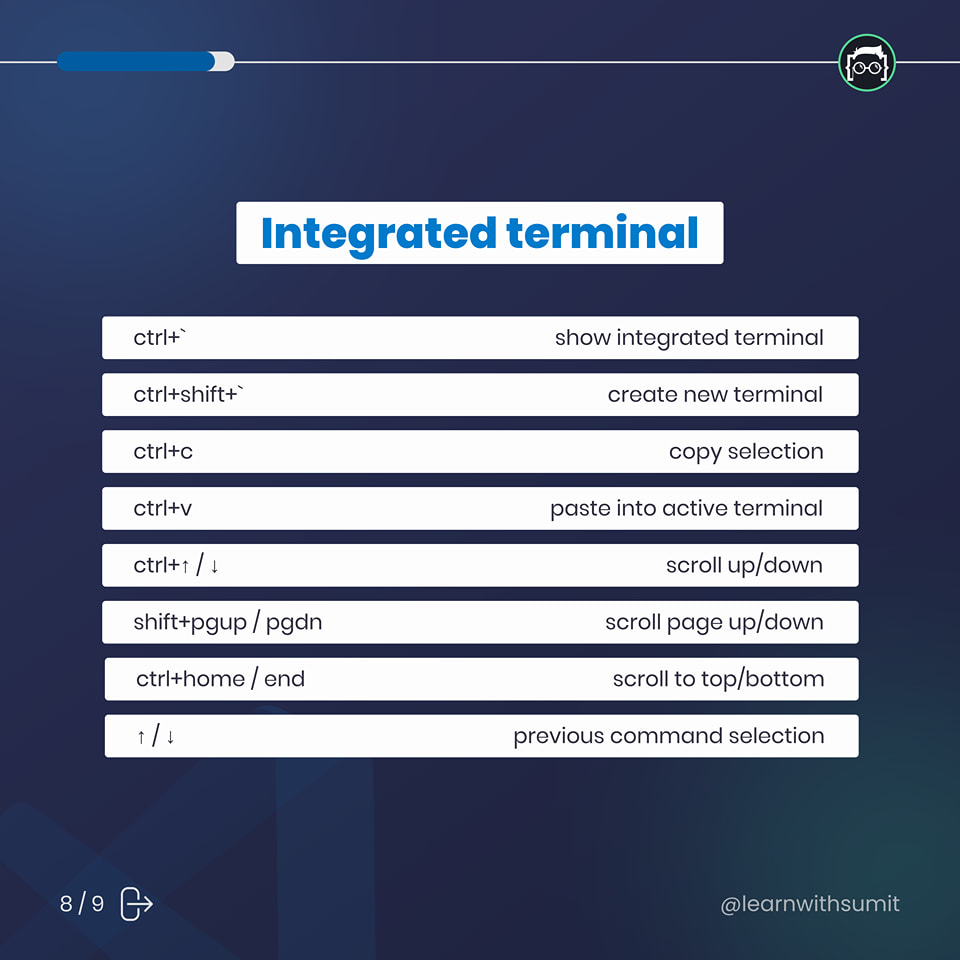 Integrated terminal
ctrl+` show integrated terminal
ctrl+shift+` create new terminal
ctrl+c copy selection
ctrl+v paste into active terminal
ctrl+↑ / ↓ scroll up/down
shift+pgup / pgdn scroll page up/down
ctrl+home / end scroll to top/bottom
↑ / ↓ previous command selection
8 / 9 @learnwithsumit